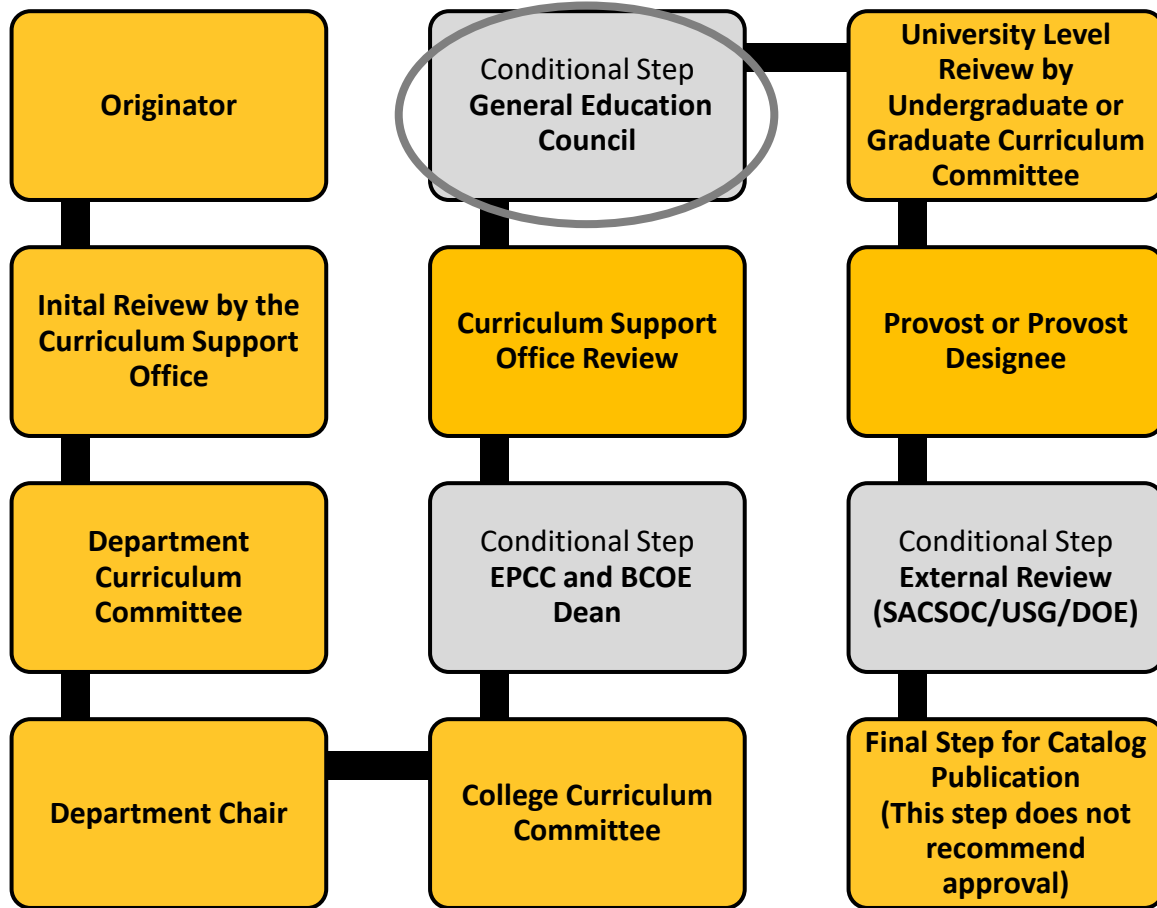 Originator
Inital Reivew by the
Curriculum Support
Office
Department
Curriculum
Committee
Department Chair
College Curriculum
Committee
Conditional Step
EPCC and BCOE
Dean
Curriculum Support
Office Review
Conditional Step
General Education
Council
University Level
Reivew by
Undergraduate or
Graduate Curriculum
Committee
Provost or Provost
Designee
Conditional Step
External Review
(SACSOC/USG/DOE)
Final Step for Catalog
Publication
(This step does not
recommend
approval)